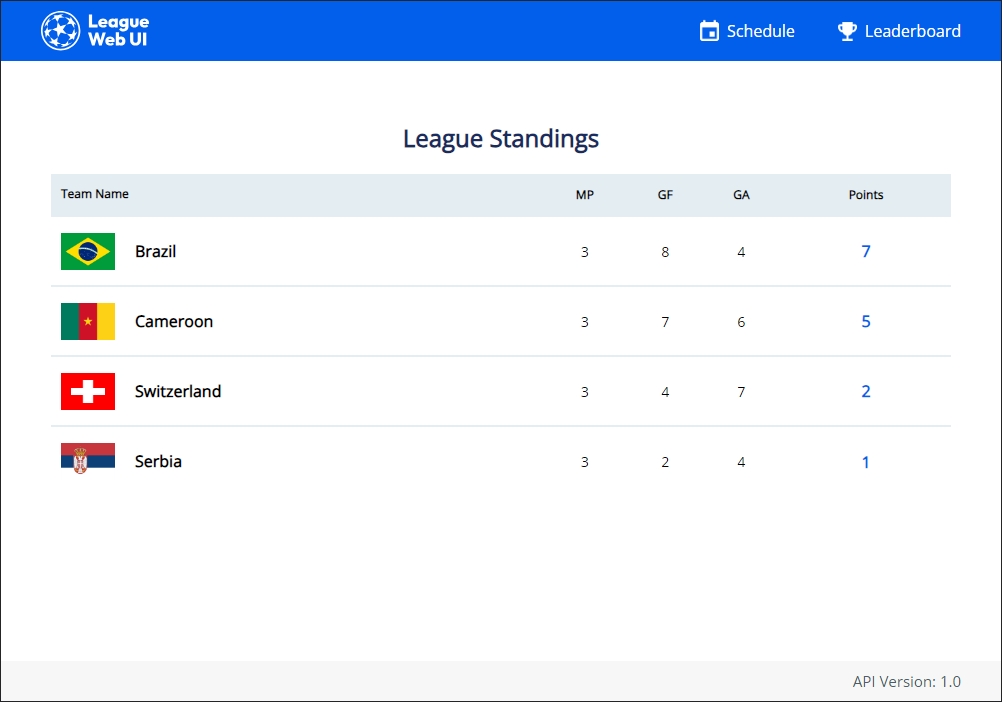 League
Web UI
Schedule
Leaderboard
League Standings
Team Name MP GF GA Points
Brazil 3 8 4 7
Cameroon 3 7 6 5
Switzerland 3 4 7 2
Serbia 3 2 4 1
API Version: 1.0